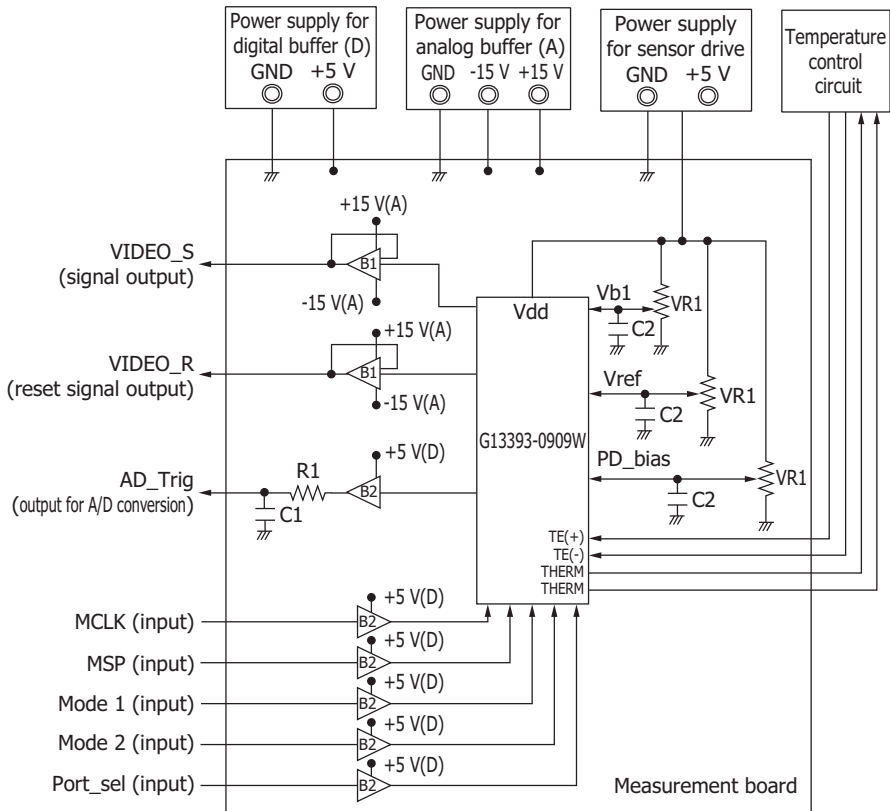 Power supply for
digital buffer (D)
GND +5 V
Power supply for
analog buffer (A)
GND -15 V +15 V
Power supply
for sensor drive
GND +5 V
Temperature
control
circuit
+15 V(A)
VIDEO_S
(signal output)
B1
-15 V(A)
Vdd
Vb1
VR1
C2
+15 V(A)
VIDEO_R
(reset signal output)
B1
-15 V(A)
Vref
VR1
C2
G13393-0909W
+5 V(D)
AD_Trig
(output for A/D conversion)
R1
B2
C1
PD_bias
VR1
C2
TE(+)
TE(-)
THERM
THERM
+5 V(D)
MCLK (input)
B2
+5 V(D)
MSP (input)
B2
+5 V(D)
Mode 1 (input)
B2
+5 V(D)
Mode 2 (input)
B2
+5 V(D)
Port_sel (input)
B2
Measurement board